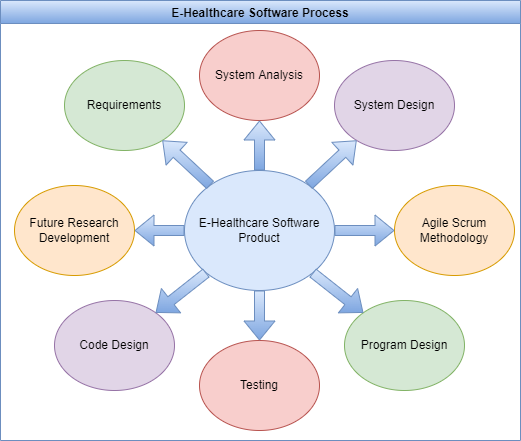 E-Healthcare Software Process
System Analysis
Requirements
System Design
Future Research
Development
E-Healthcare Software
Product
Agile Scrum
Methodology
Code Design
Program Design
Testing